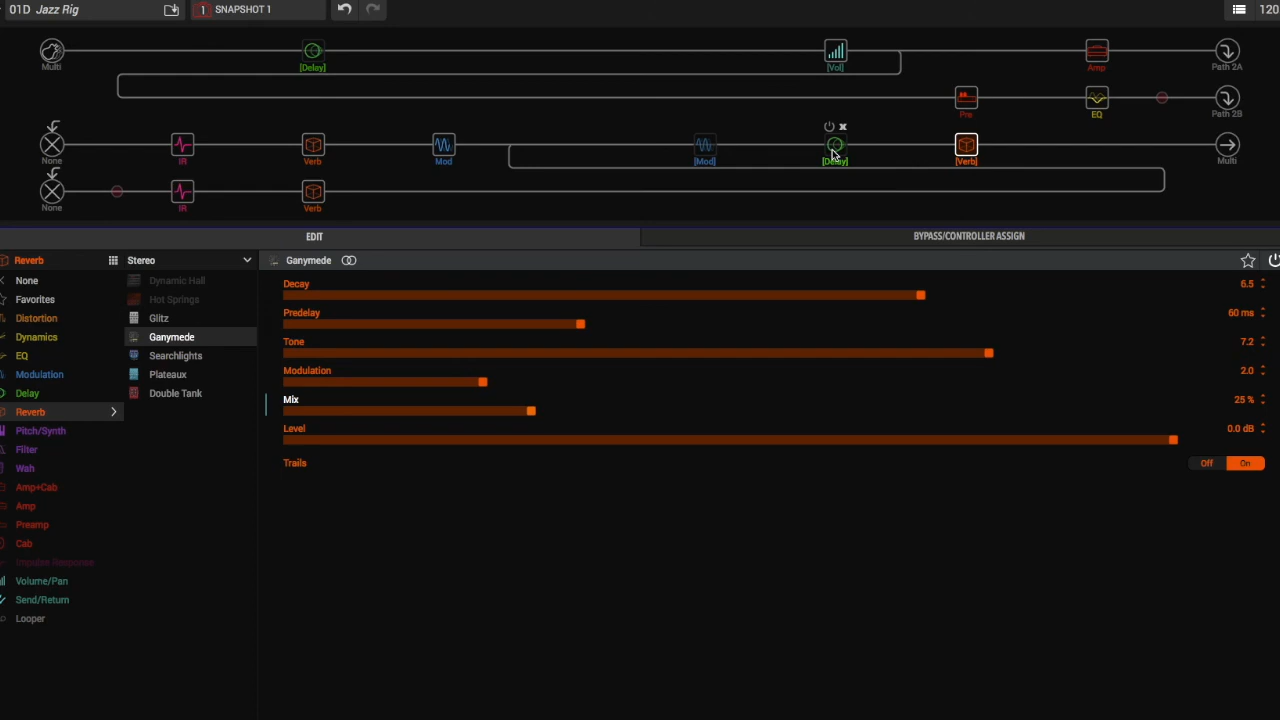 01D Jazz Rig
1 SNAPSHOT 1
120
Multi
[Delay]
[Vol]
Amp
Path 2A
Pre
EQ
Path 2B
None
IR
Verb
Mod
[Mod]
[Delay]
[Verb]
Multi
None
IR
Verb
EDIT
BYPASS/CONTROLLER ASSIGN
Reverb
Stereo
Ganymede
None
Favorites
Distortion
Dynamics
EQ
Modulation
Delay
Reverb
Pitch/Synth
Filter
Wah
Amp+Cab
Amp
Preamp
Cab
Impulse Response
Volume/Pan
Send/Return
Looper
Dynamic Hall
Hot Springs
Glitz
Ganymede
Searchlights
Plateaux
Double Tank
Decay 6.5
Predelay 60 ms
Tone 7.2
Modulation 2.0
Mix 25 %
Level 0.0 dB
Trails Off On